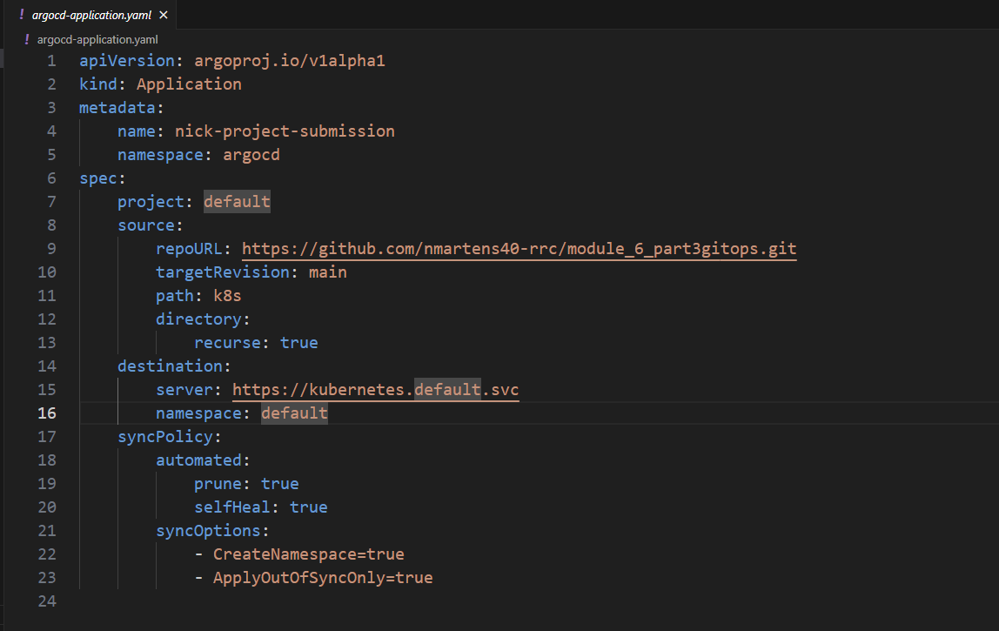 ! argocd-application.yaml ×
! argocd-application.yaml
1 apiVersion: argoproj.io/v1alpha1
2 kind: Application
3 metadata:
4     name: nick-project-submission
5     namespace: argocd
6 spec:
7     project: default
8     source:
9         repoURL: https://github.com/nmartens40-rrc/module_6_part3gitops.git
10         targetRevision: main
11         path: k8s
12         directory:
13             recurse: true
14     destination:
15         server: https://kubernetes.default.svc
16         namespace: default
17     syncPolicy:
18         automated:
19             prune: true
20             selfHeal: true
21         syncOptions:
22             - CreateNamespace=true
23             - ApplyOutOfSyncOnly=true
24